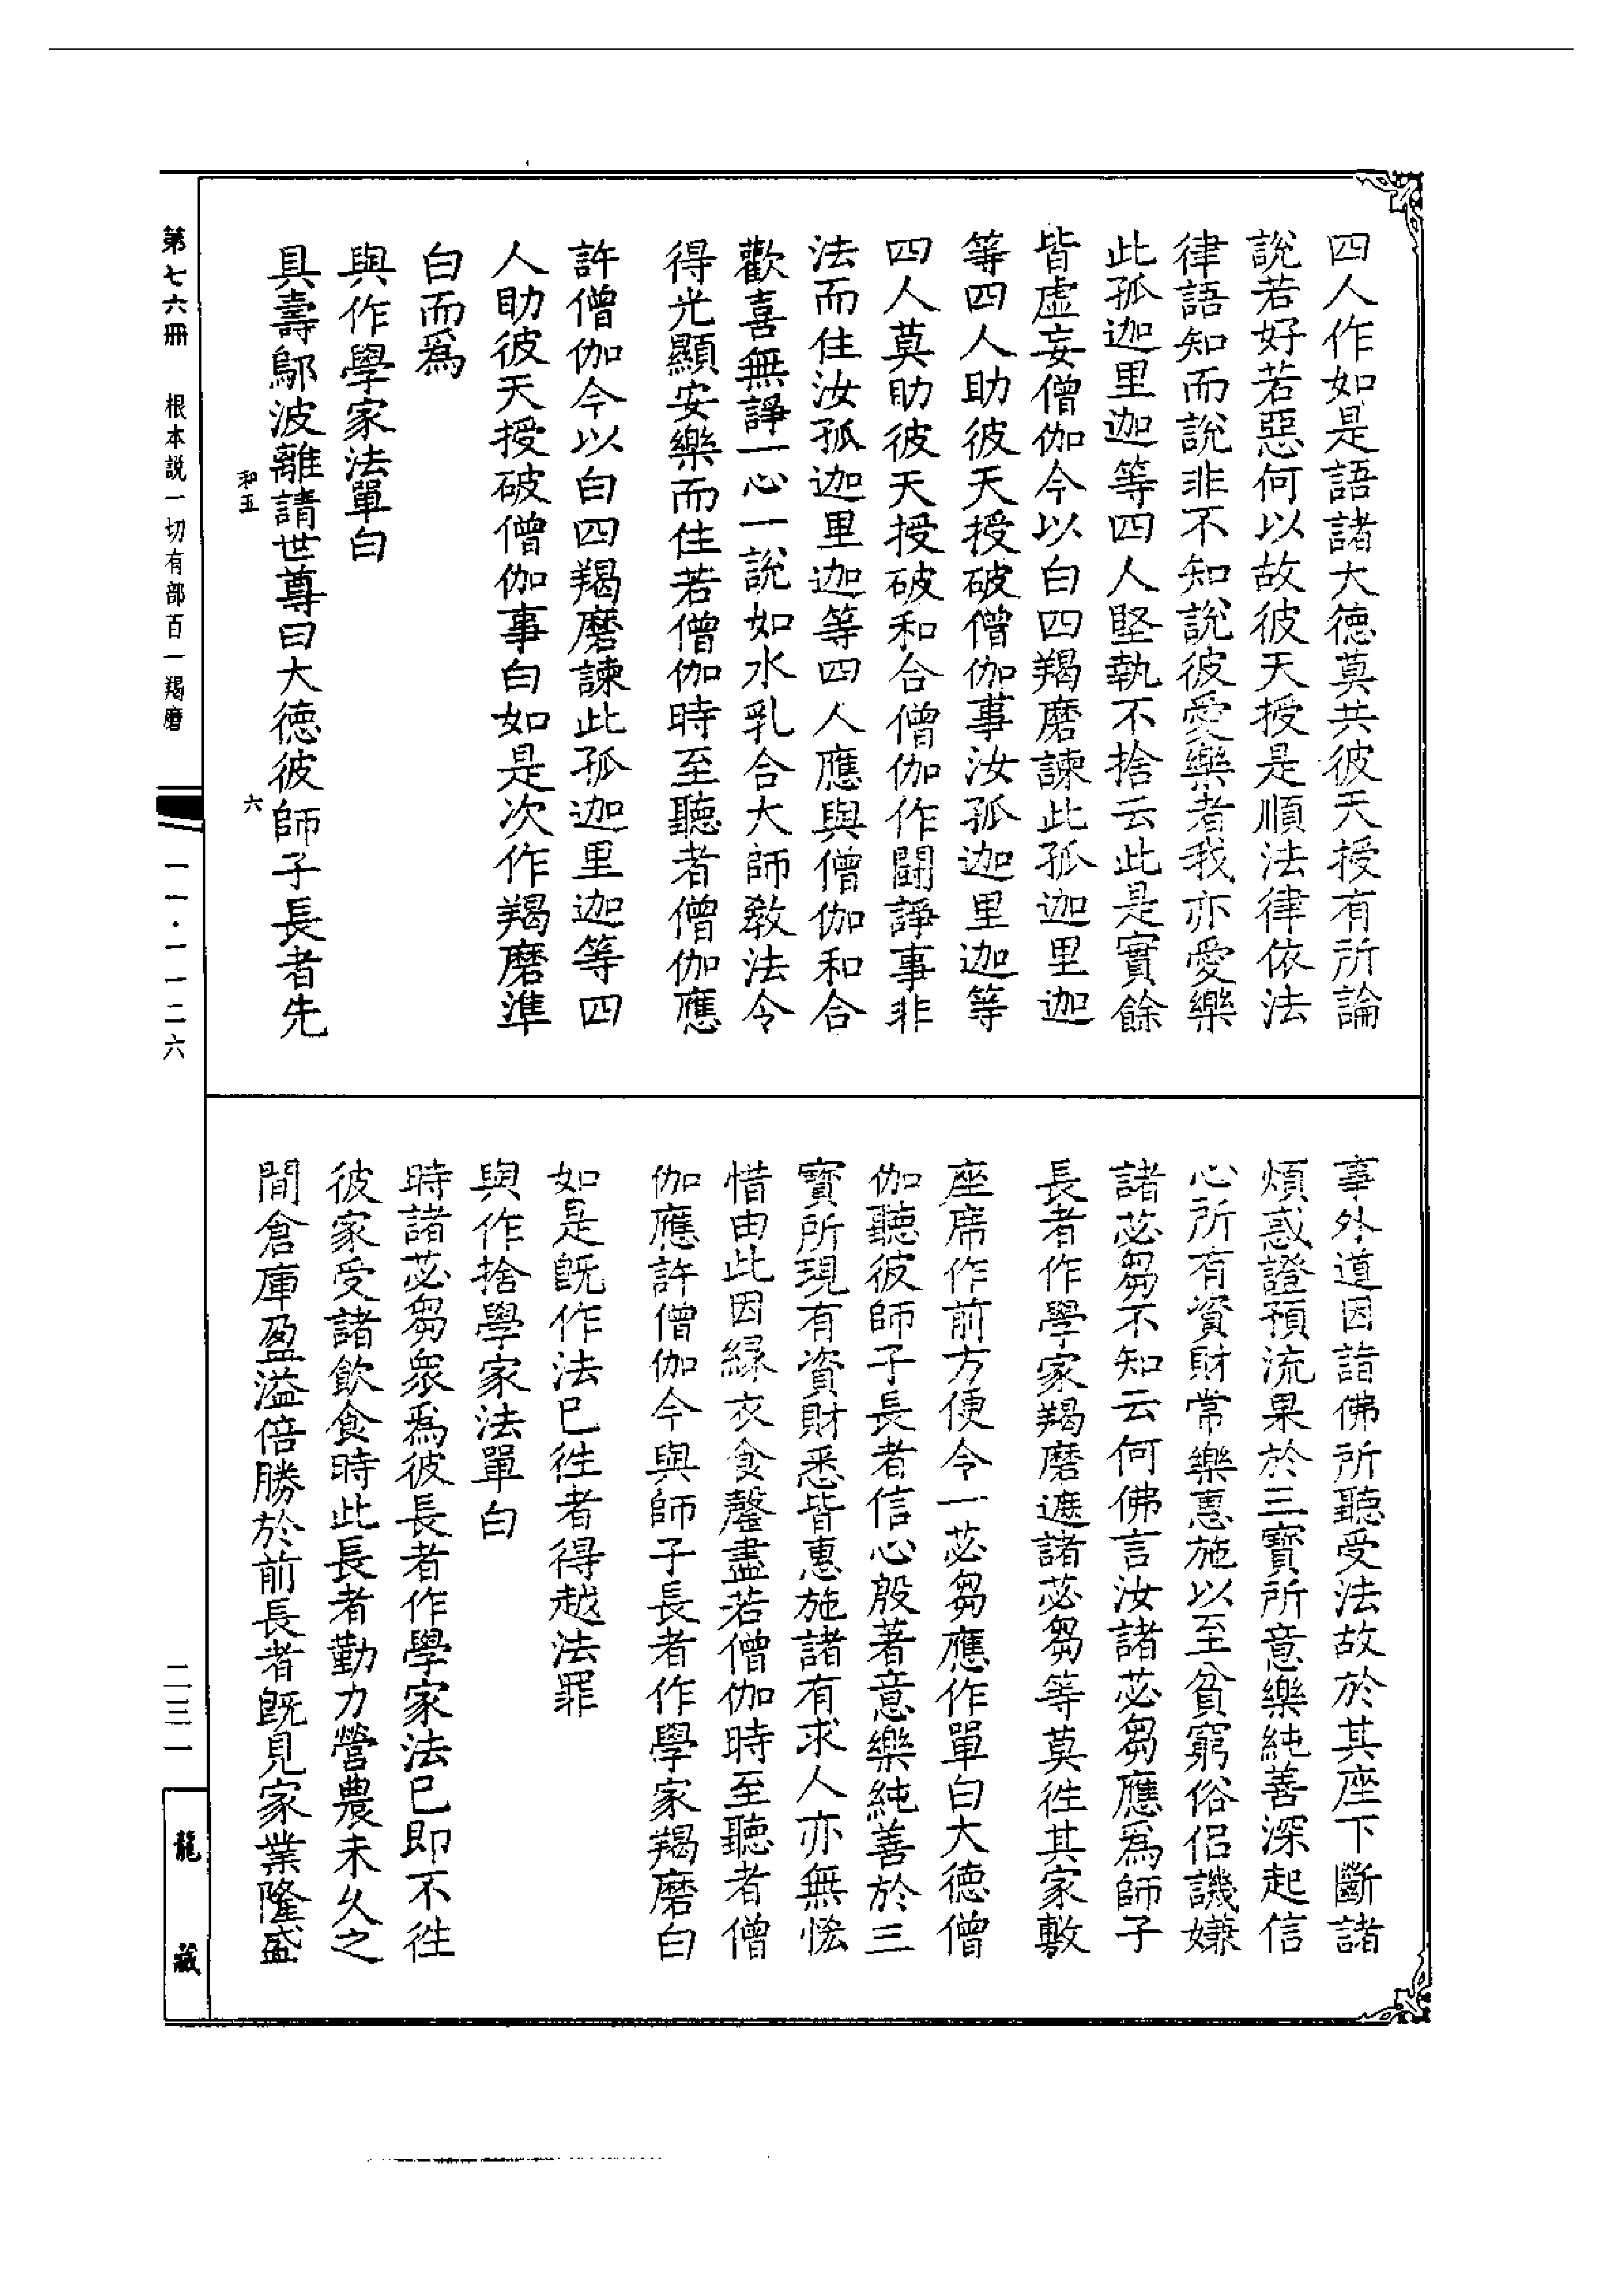 四人作如是語諸大德莫共彼天授有所論
說若好若惡何以故彼天授是順法律依法
律語知而說非不知說彼愛樂者我亦愛樂
此孤迦里迦等四人堅執不捨云此是實餘
皆虛妄僧伽今以白四羯磨諫此孤迦里迦
等四人助彼天授破僧伽事汝孤迦里迦等
四人莫助彼天授破和合僧伽作鬪諍事非
法而住汝孤迦里迦等四人應與僧伽和合
歡喜無諍一心一說如水乳合大師教法令
得光顯安樂而住若僧伽時至聽者僧伽應
許僧伽今以白四羯磨諫此孤迦里迦等四
人助彼天授破僧伽事白如是次作羯磨準
白而爲
與作學家法單白
具壽鄔波離請世尊曰大德彼師子長者先
和五
六
事外道因詣佛所聽受法故於其座下斷諸
煩惑證預流果於三寶所意樂純善深起信
心所有資財常樂惠施以至貧窮俗侶譏嫌
諸苾芻不知云何佛言汝諸苾芻應爲師子
長者作學家羯磨遮諸苾芻等莫徃其家敷
座席作前方便令一苾芻應作單白大德僧
伽聽彼師子長者信心殷著意樂純善於三
寶所現有資財悉皆惠施諸有求人亦無悋
惜由此因緣衣食罄盡若僧伽時至聽者僧
伽應許僧伽今與師子長者作學家羯磨白
如是旣作法已徃者得越法罪
與作捨學家法單白
時諸苾芻衆爲彼長者作學家法已即不徃
彼家受諸飲食時此長者勤力營農未久之
間倉庫盈溢倍勝於前長者旣見家業隆盛
第七六冊 根本說一切有部百一羯磨
一一·一一二六
二三一
龍藏